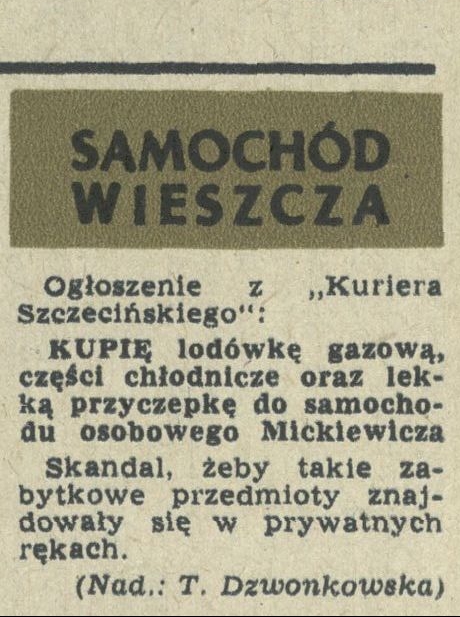 SAMOCHÓD
WIESZCZA
Ogłoszenie z „Kuriera
Szczecińskiego":
KUPIĘ lodówkę gazową,
części chłodnicze oraz lek-
ką przyczepkę do samocho-
du osobowego Mickiewicza
Skandal, żeby takie za-
bytkowe przedmioty znaj-
dowały się w prywatnych
rękach.
(Nad.: T. Dzwonkowska)